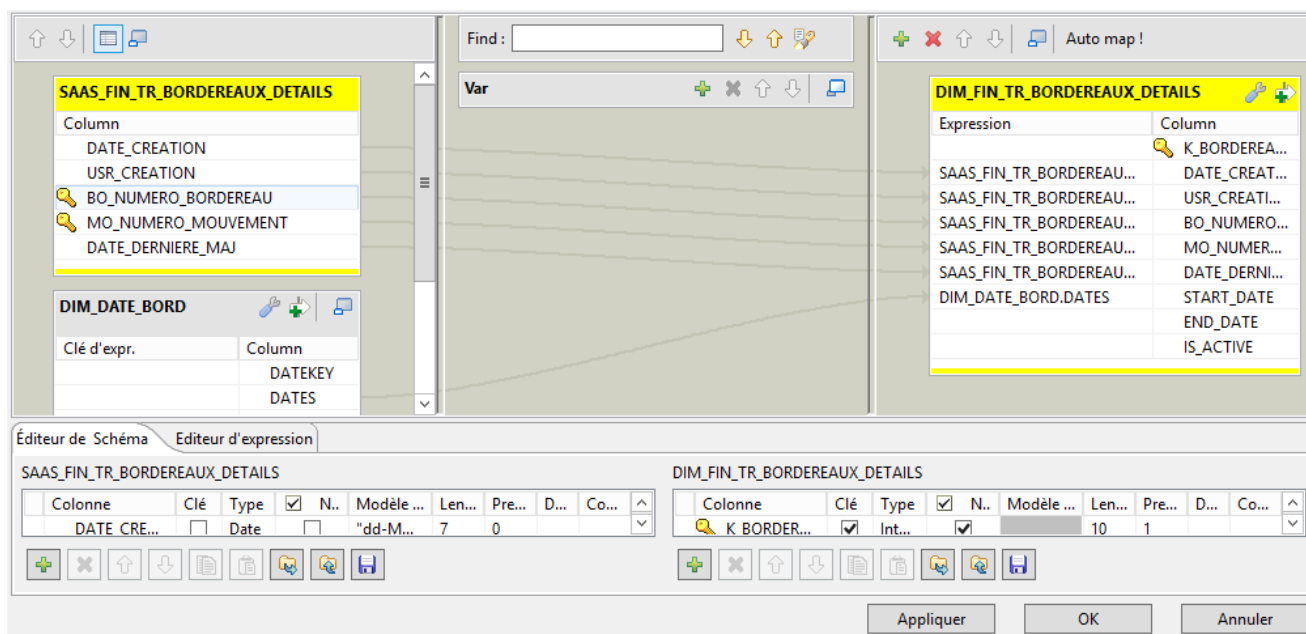 Find :
Auto map !
SAAS_FIN_TR_BORDEREAUX_DETAILS
Column
DATE_CREATION
USR_CREATION
BO_NUMERO_BORDEREAU
MO_NUMERO_MOUVEMENT
DATE_DERNIERE_MAJ
DIM_DATE_BORD
Clé d'expr. Column
DATEKEY
DATES
Var
DIM_FIN_TR_BORDEREAUX_DETAILS
Expression Column
K_BORDEREA...
SAAS_FIN_TR_BORDEREAU... DATE_CREAT...
SAAS_FIN_TR_BORDEREAU... USR_CREATI...
SAAS_FIN_TR_BORDEREAU... BO_NUMERO...
SAAS_FIN_TR_BORDEREAU... MO_NUMER...
SAAS_FIN_TR_BORDEREAU... DATE_DERNI...
DIM_DATE_BORD.DATES START_DATE
END_DATE
IS_ACTIVE
Éditeur de Schéma Editeur d'expression
SAAS_FIN_TR_BORDEREAUX_DETAILS
Colonne Clé Type N.. Modèle ... Len... Pre... D... Co...
DATE_CRE... Date "dd-M... 7 0
DIM_FIN_TR_BORDEREAUX_DETAILS
Colonne Clé Type N.. Modèle ... Len... Pre... D... Co...
K_BORDER... Int... 10 1
Appliquer OK Annuler